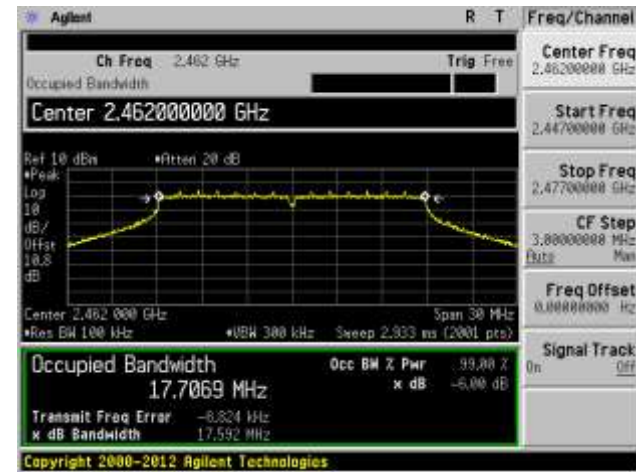 Agilent R T Freq/Channel
Ch Freq 2.462 GHz Trig Free
Occupied Bandwidth
Center 2.462000000 GHz
Center Freq
2.46200000 GHz
Start Freq
2.44700000 GHz
Stop Freq
2.47700000 GHz
CF Step
3.00000000 MHz
Auto Man
Freq Offset
0.00000000 Hz
Signal Track
On Off
Ref 10 dBm •Atten 20 dB
•Peak
Log
10
dB/
Offst
10.8
dB
Center 2.462 000 GHz Span 30 MHz
•Res BW 100 kHz •VBW 300 kHz Sweep 2.933 ms (2001 pts)
Occupied Bandwidth Occ BW % Pwr 99.00 %
17.7069 MHz x dB -6.00 dB
Transmit Freq Error kHz
x dB Bandwidth 17.592 MHz
Copyright 2000-2012 Agilent Technologies